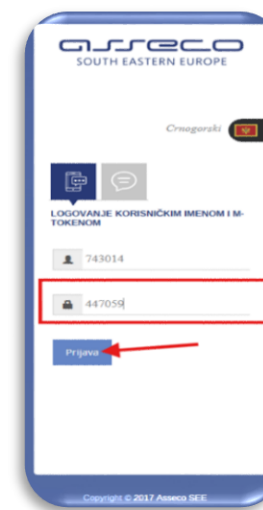 asseco
SOUTH EASTERN EUROPE
Crnogorski
LOGOVANJE KORISNIČKIM IMENOM I M-
TOKENOM
743014
447059
Prijava
Copyright © 2017 Asseco SEE